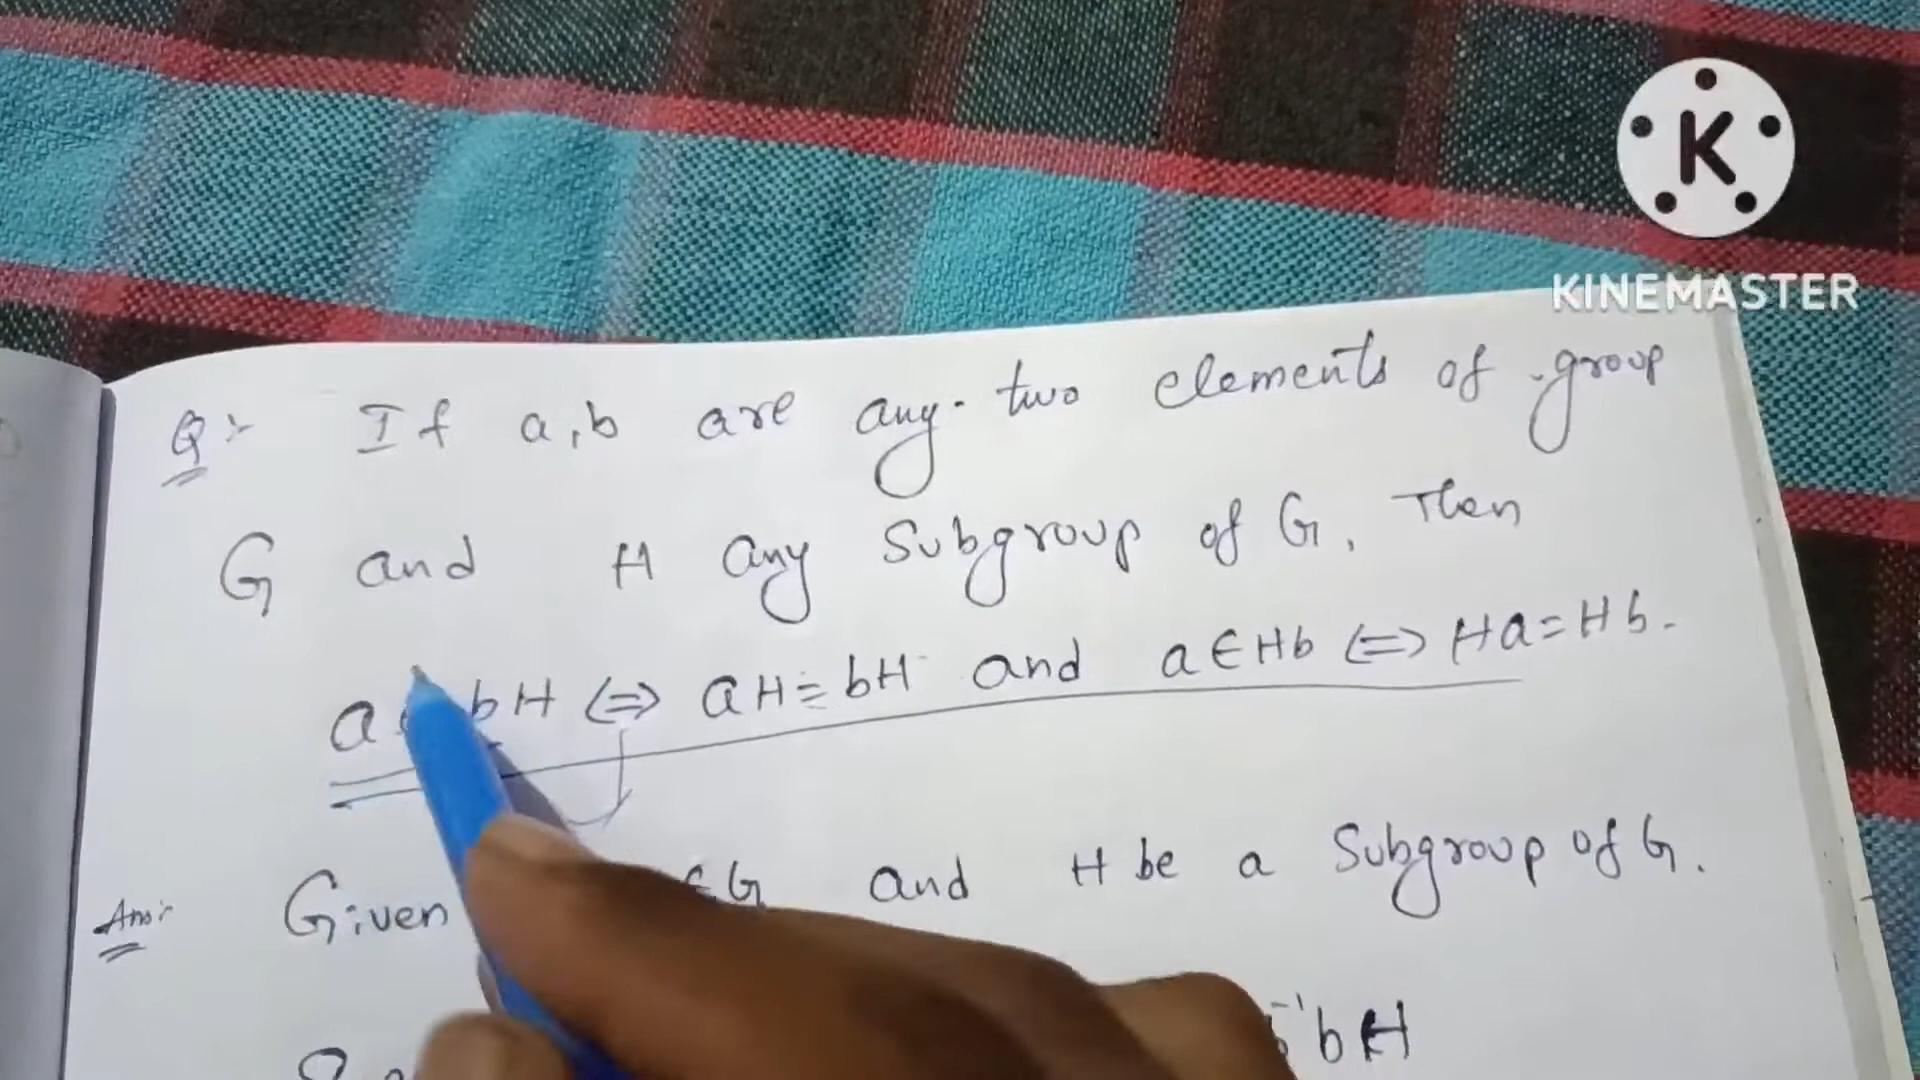 K
KINEMASTER
Q:- If a,b are any two elements of group
G and H any Subgroup of G, Then
a bH <=> aH=bH and a∈Hb <=> Ha=Hb.
Ans:- Given ∈G and H be a Subgroup of G.
⁻¹bH